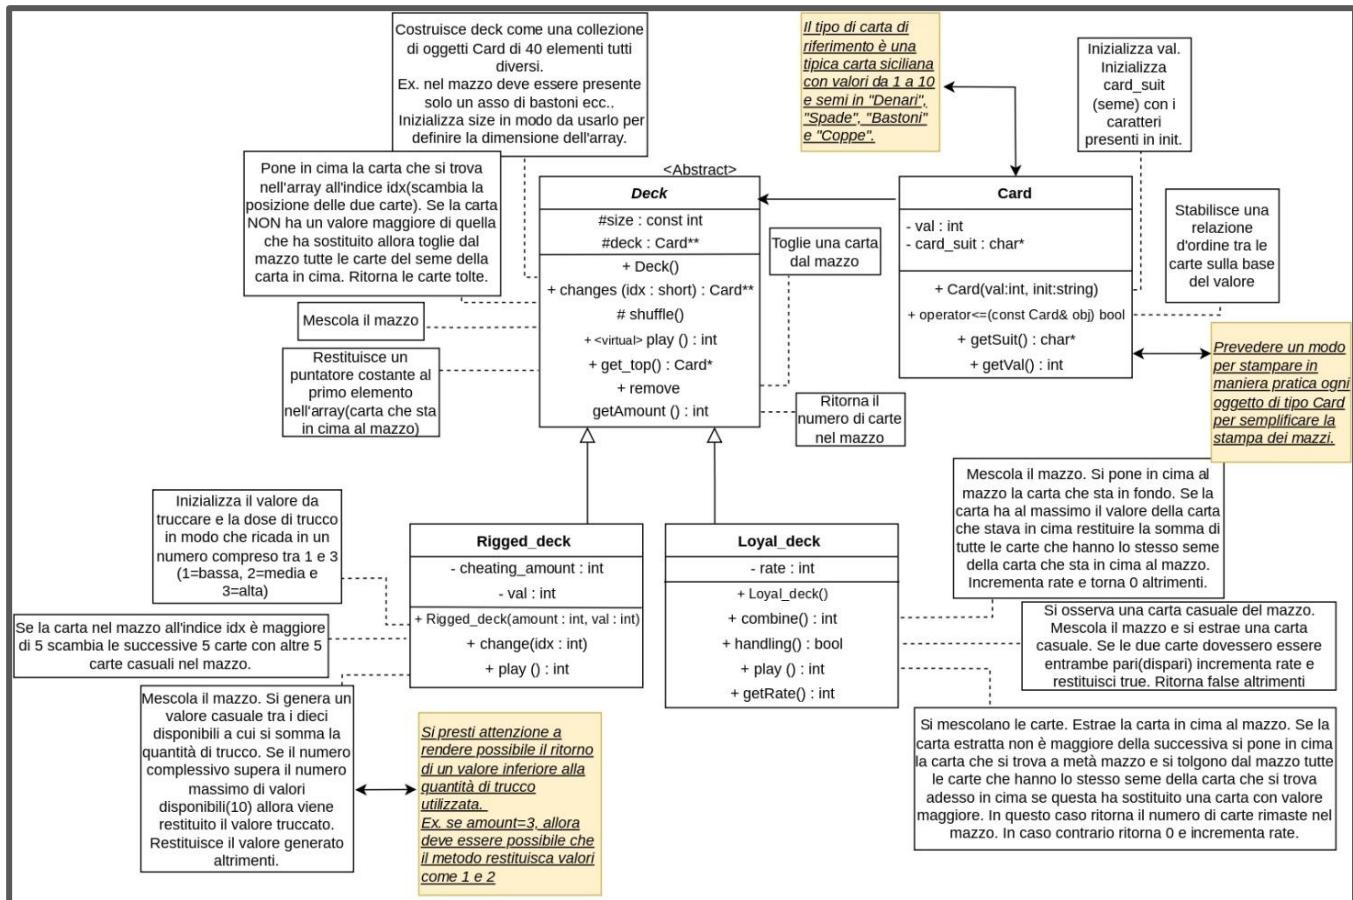 Costruisce deck come una collezione
di oggetti Card di 40 elementi tutti
diversi.
Ex. nel mazzo deve essere presente
solo un asso di bastoni ecc..
Inizializza size in modo da usarlo per
definire la dimensione dell'array.
Il tipo di carta di
riferimento è una
tipica carta siciliana
con valori da 1 a 10
e semi in "Denari",
"Spade", "Bastoni"
e "Coppe".
Inizializza val.
Inizializza
card_suit
(seme) con i
caratteri
presenti in init.
Pone in cima la carta che si trova
nell'array all'indice idx(scambia la
posizione delle due carte). Se la carta
NON ha un valore maggiore di quella
che ha sostituito allora toglie dal
mazzo tutte le carte del seme della
carta in cima. Ritorna le carte tolte.
Mescola il mazzo
Restituisce un
puntatore costante al
primo elemento
nell'array(carta che sta
in cima al mazzo)
<Abstract>
Deck
#size : const int
#deck : Card**
+ Deck()
+ changes (idx : short) : Card**
# shuffle()
+ <virtual> play () : int
+ get_top() : Card*
+ remove
getAmount () : int
Toglie una carta
dal mazzo
Ritorna il
numero di carte
nel mazzo
Card
- val : int
- card_suit : char*
+ Card(val:int, init:string)
+ operator<=(const Card& obj) bool
+ getSuit() : char*
+ getVal() : int
Stabilisce una
relazione
d'ordine tra le
carte sulla base
del valore
Prevedere un modo
per stampare in
maniera pratica ogni
oggetto di tipo Card
per semplificare la
stampa dei mazzi.
Inizializza il valore da
truccare e la dose di trucco
in modo che ricada in un
numero compreso tra 1 e 3
(1=bassa, 2=media e
3=alta)
Se la carta nel mazzo all'indice idx è maggiore
di 5 scambia le successive 5 carte con altre 5
carte casuali nel mazzo.
Mescola il mazzo. Si genera un
valore casuale tra i dieci
disponibili a cui si somma la
quantità di trucco. Se il numero
complessivo supera il numero
massimo di valori
disponibili(10) allora viene
restituito il valore truccato.
Restituisce il valore generato
altrimenti.
Rigged_deck
- cheating_amount : int
- val : int
+ Rigged_deck(amount : int, val : int)
+ change(idx : int)
+ play () : int
Si presti attenzione a
rendere possibile il ritorno
di un valore inferiore alla
quantità di trucco
utilizzata.
Ex. se amount=3, allora
deve essere possibile che
il metodo restituisca valori
come 1 e 2
Loyal_deck
- rate : int
+ Loyal_deck()
+ combine() : int
+ handling() : bool
+ play () : int
+ getRate() : int
Mescola il mazzo. Si pone in cima al
mazzo la carta che sta in fondo. Se la
carta ha al massimo il valore della carta
che stava in cima restituire la somma di
tutte le carte che hanno lo stesso seme
della carta che sta in cima al mazzo.
Incrementa rate e torna 0 altrimenti.
Si osserva una carta casuale del mazzo.
Mescola il mazzo e si estrae una carta
casuale. Se le due carte dovessero essere
entrambe pari(dispari) incrementa rate e
restituisci true. Ritorna false altrimenti
Si mescolano le carte. Estrae la carta in cima al mazzo. Se la
carta estratta non è maggiore della successiva si pone in cima
la carta che si trova a metà mazzo e si tolgono dal mazzo tutte
le carte che hanno lo stesso seme della carta che si trova
adesso in cima se questa ha sostituito una carta con valore
maggiore. In questo caso ritorna il numero di carte rimaste nel
mazzo. In caso contrario ritorna 0 e incrementa rate.